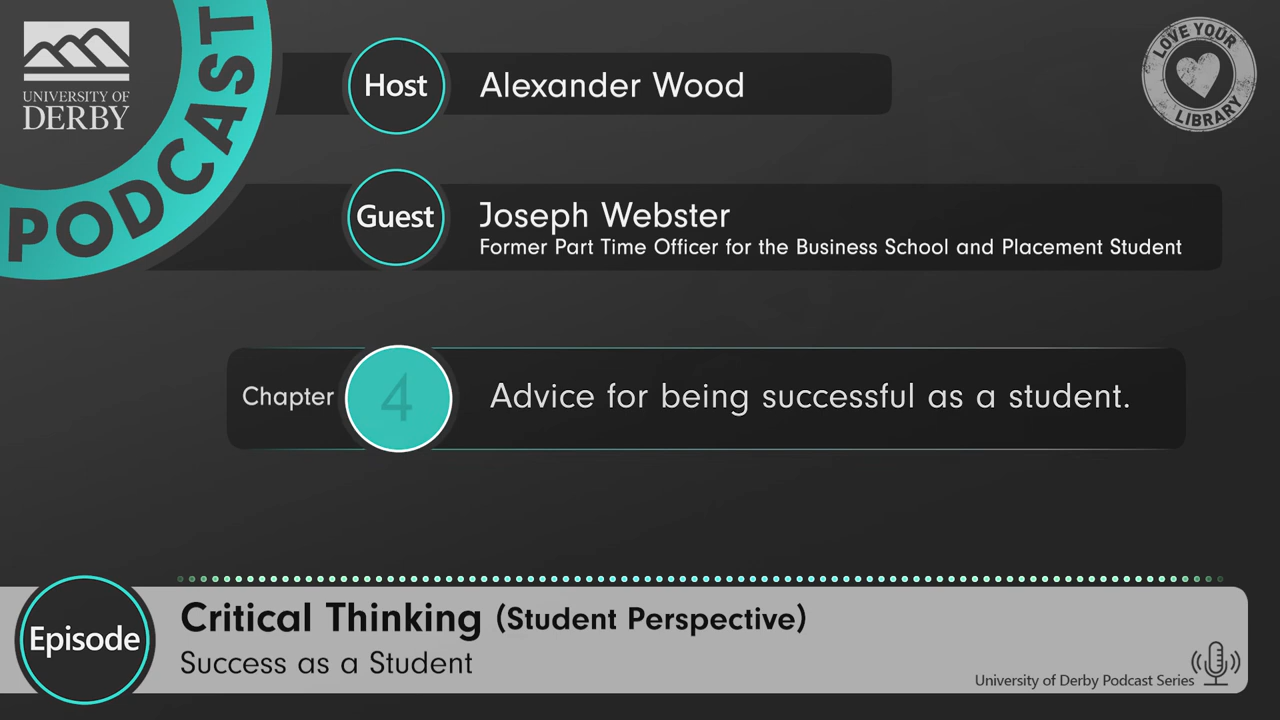 UNIVERSITY OF
DERBY
PODCAST
Host
Alexander Wood
LOVE YOUR
LIBRARY
Guest
Joseph Webster
Former Part Time Officer for the Business School and Placement Student
Chapter
4
Advice for being successful as a student.
Episode
Critical Thinking (Student Perspective)
Success as a Student
University of Derby Podcast Series